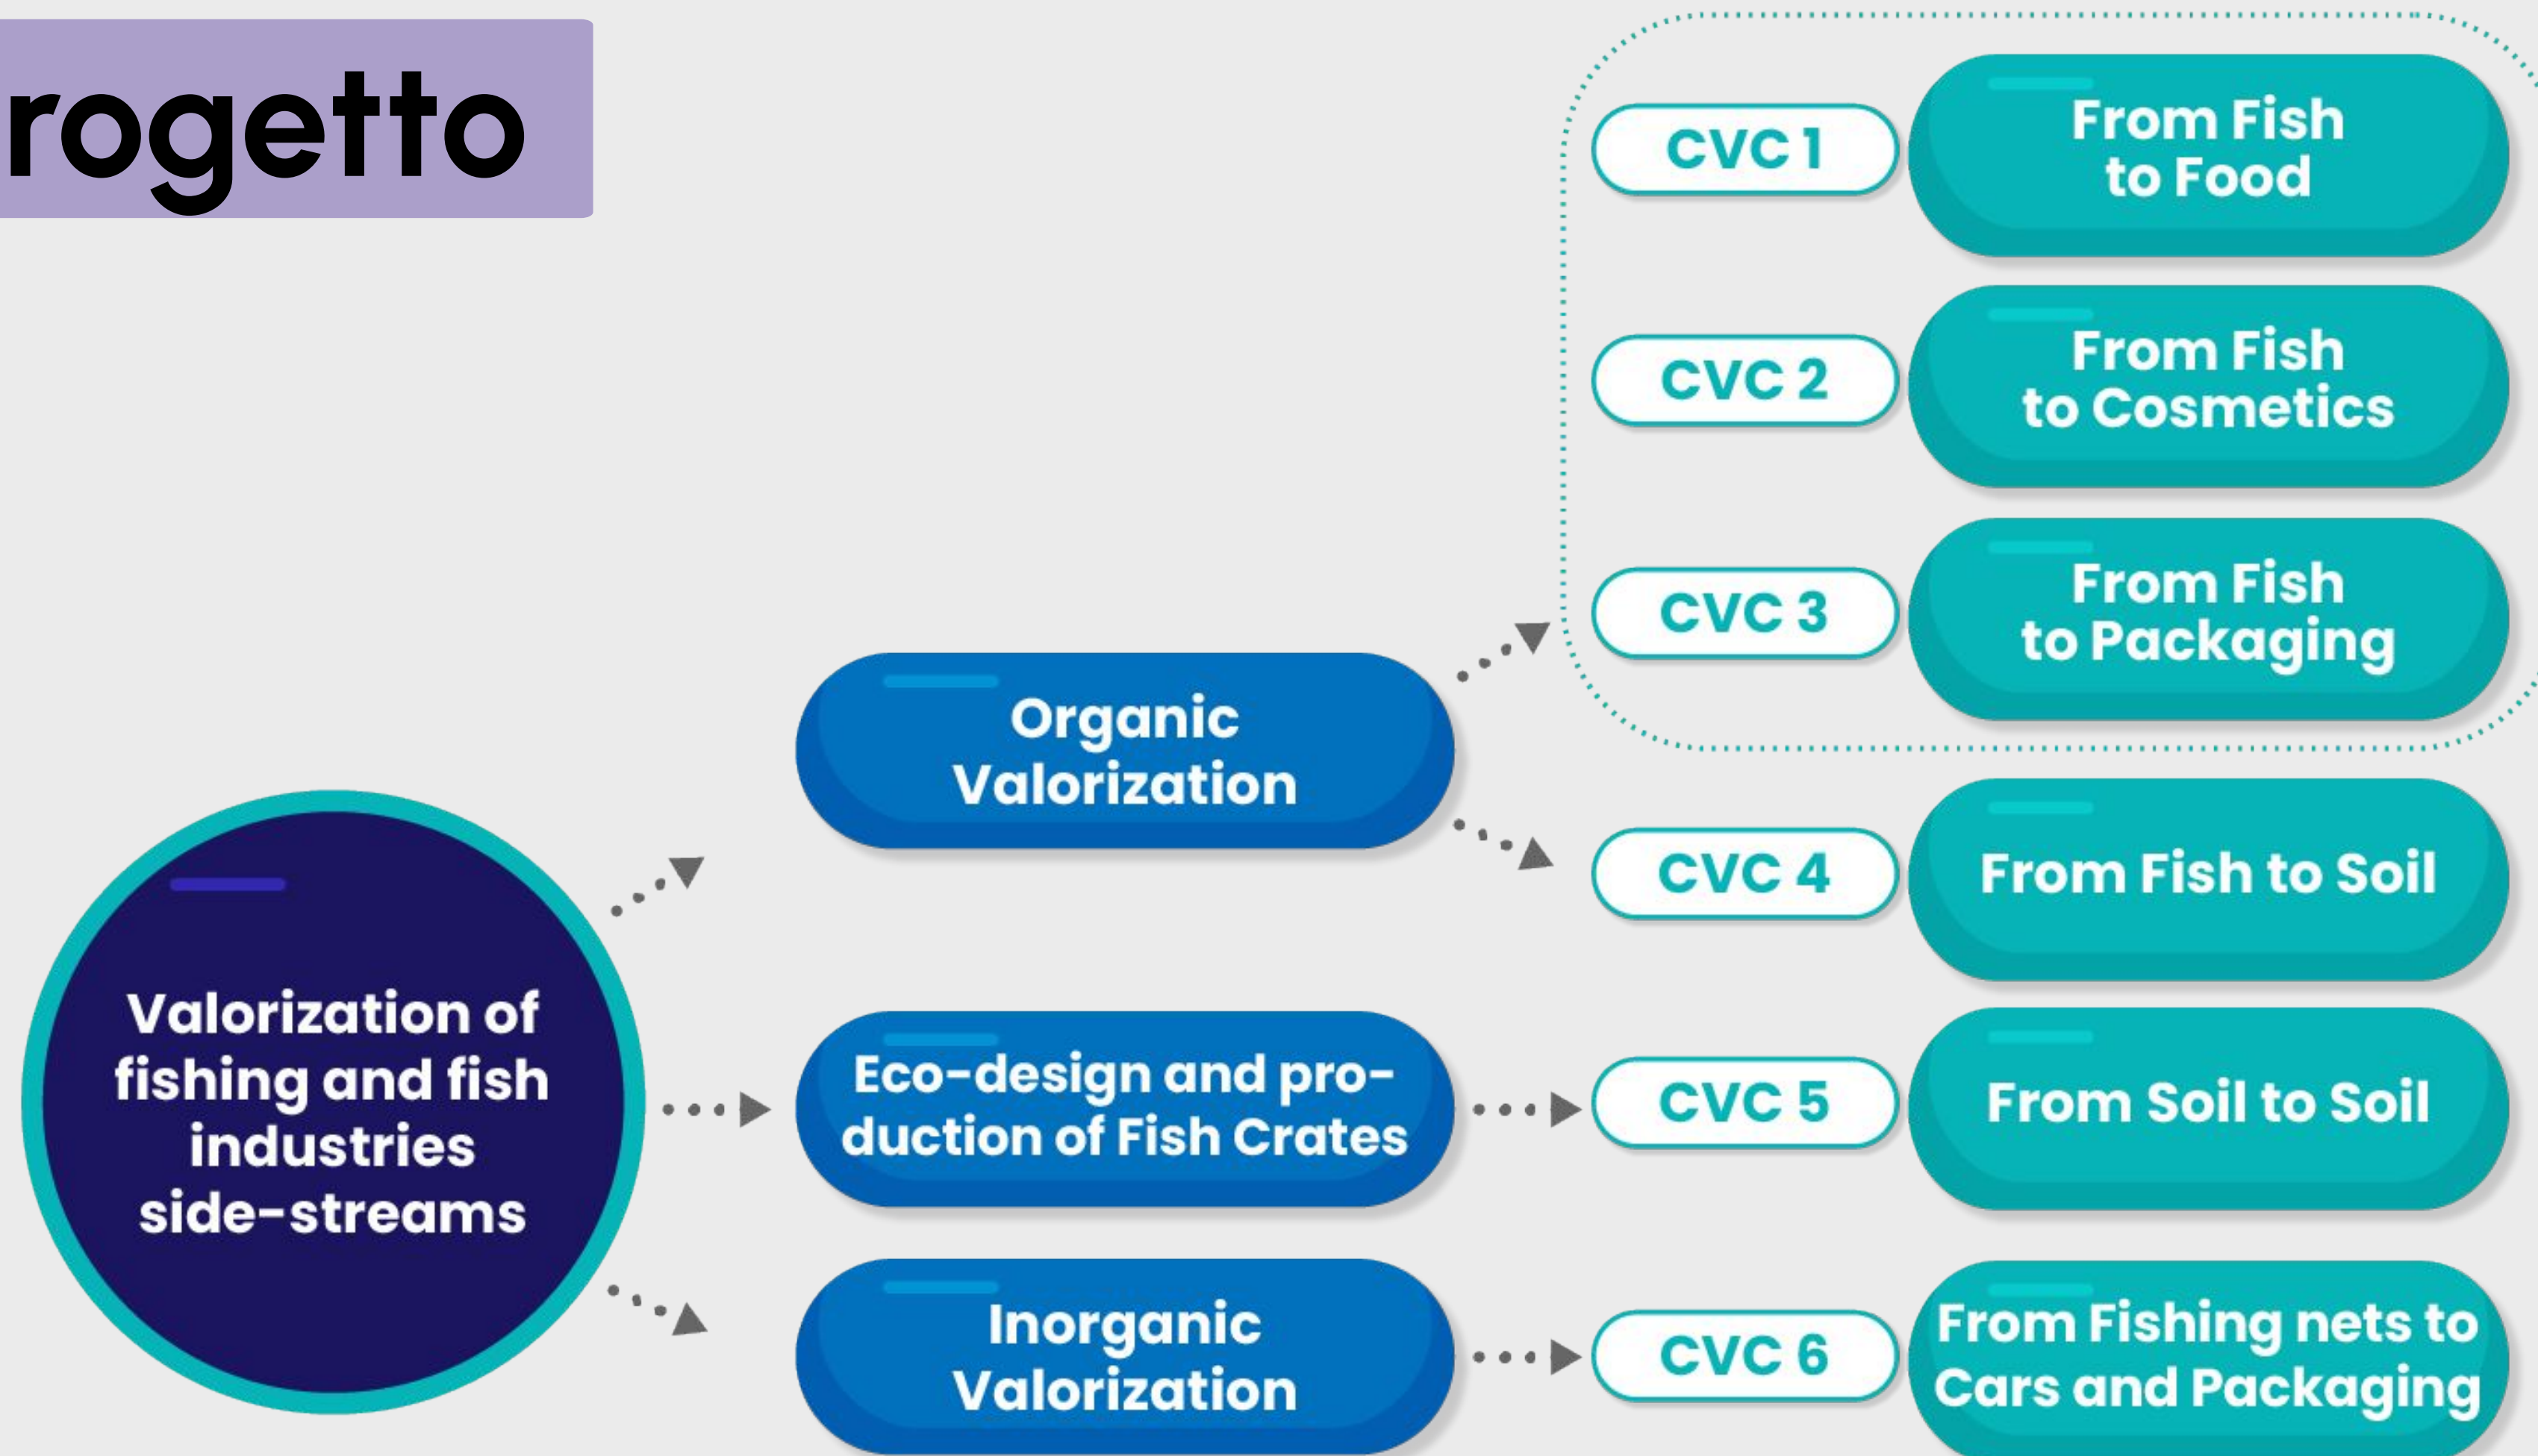 rogetto
CVC 1
From Fish
to Food
CVC 2
From Fish
to Cosmetics
CVC 3
From Fish
to Packaging
Organic
Valorization
CVC 4
From Fish to Soil
Valorization of
fishing and fish
industries
side-streams
Eco-design and pro-
duction of Fish Crates
CVC 5
From Soil to Soil
Inorganic
Valorization
CVC 6
From Fishing nets to
Cars and Packaging